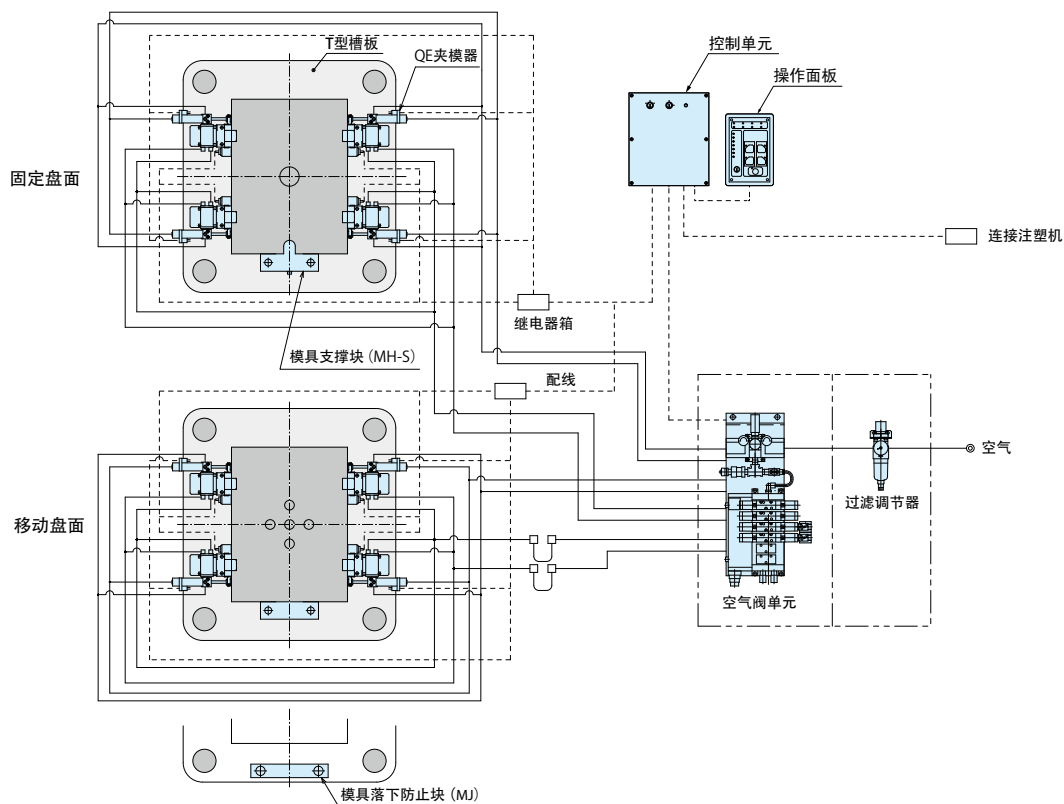 T型槽板
QE夹模器
控制单元
操作面板
固定盘面
连接注塑机
继电器箱
模具支撑块 (MH-S)
配线
空气
移动盘面
过滤调节器
空气阀单元
模具落下防止块 (MJ)